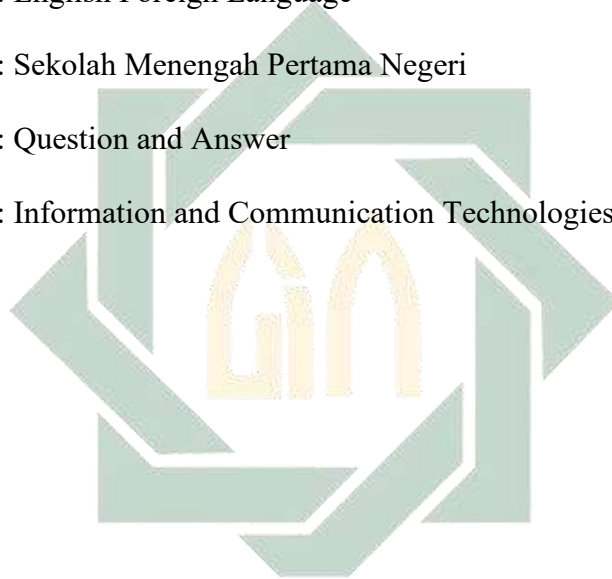 : English Foreign Language
: Sekolah Menengah Pertama Negeri
: Question and Answer
: Information and Communication Technologies